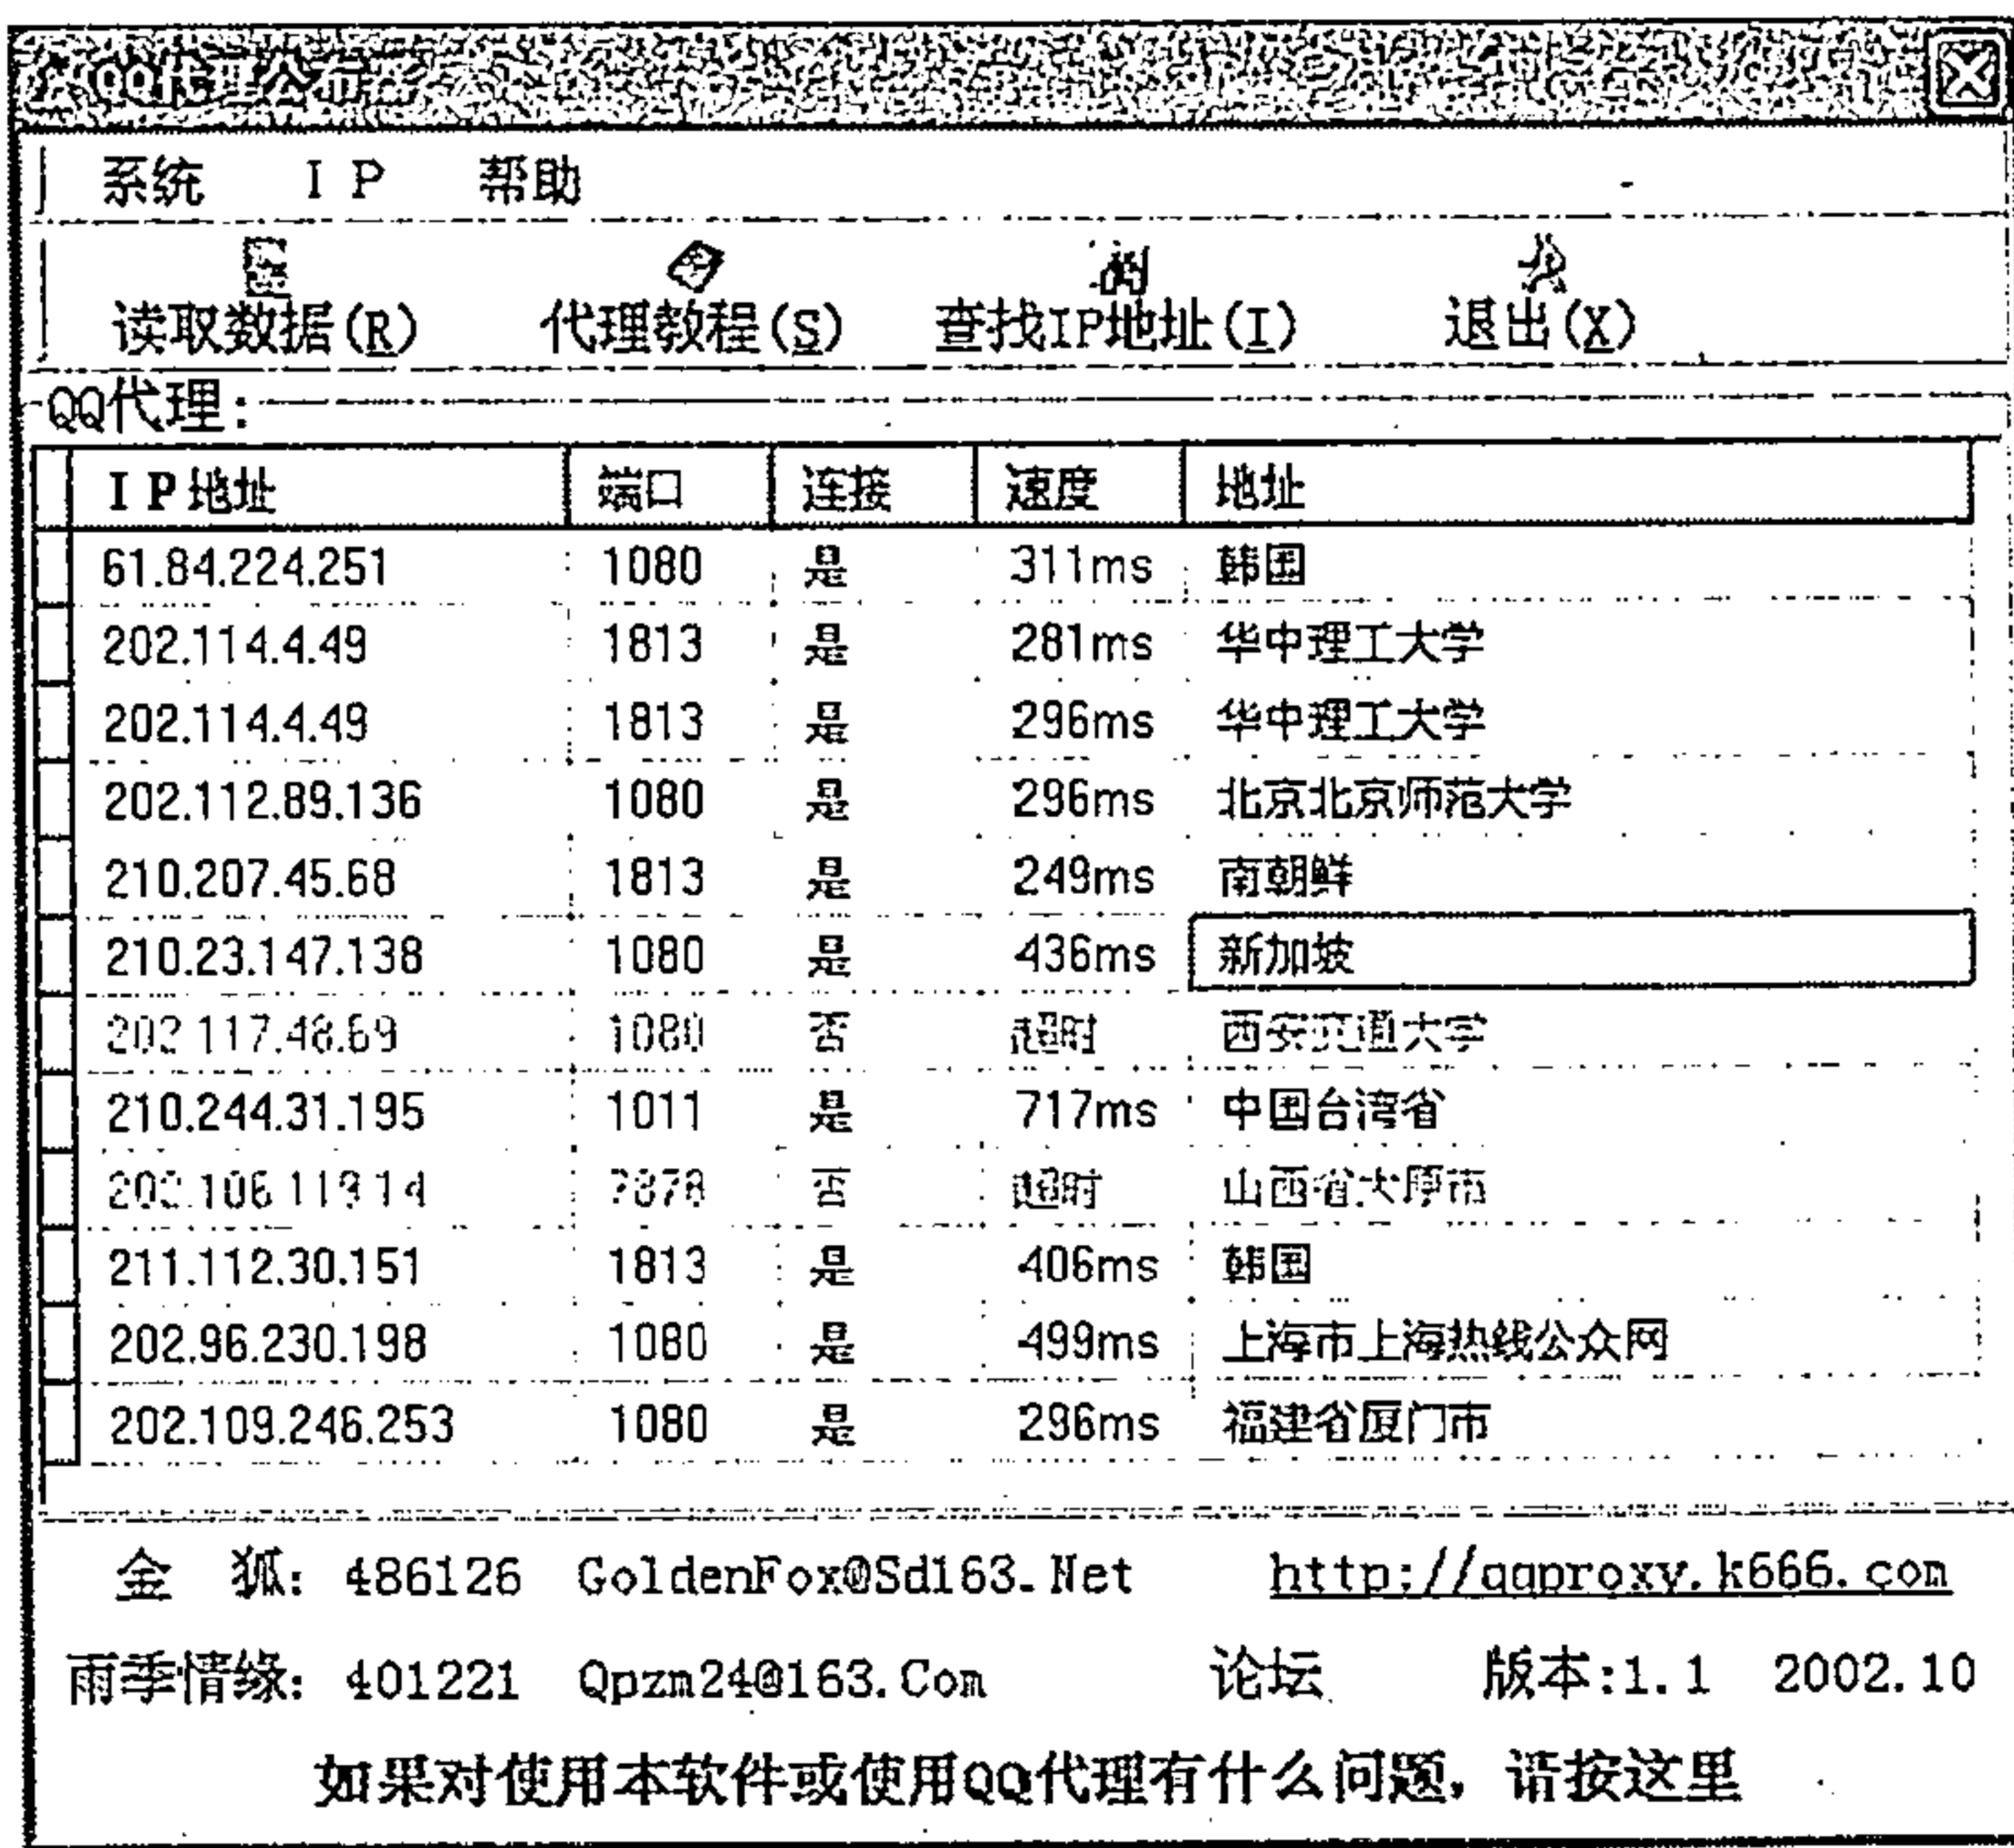 QQ代理公布
系统 IP 帮助
读取数据(R) 代理教程(S) 查找IP地址(I) 退出(X)
QQ代理:
IP地址 端口 连接 速度 地址
61.84.224.251 1080 是 311ms 韩国
202.114.4.49 1813 是 281ms 华中理工大学
202.114.4.49 1813 是 296ms 华中理工大学
202.112.89.136 1080 是 296ms 北京北京师范大学
210.207.45.68 1813 是 249ms 南朝鲜
210.23.147.138 1080 是 436ms 新加坡
202.117.48.69 1080 否 超时 西安交通大学
210.244.31.195 1011 是 717ms 中国台湾省
否 超时 山西省太原市
211.112.30.151 1813 是 406ms 韩国
202.96.230.198 1080 是 499ms 上海市上海热线公众网
202.109.246.253 1080 是 296ms 福建省厦门市
金 狐: 486126 GoldenFox@Sd163.Net http://qqproxy.k666.com
雨季情缘: 401221 Qpzm24@163.Com 论坛 版本:1.1 2002.10
如果对使用本软件或使用QQ代理有什么问题，请按这里